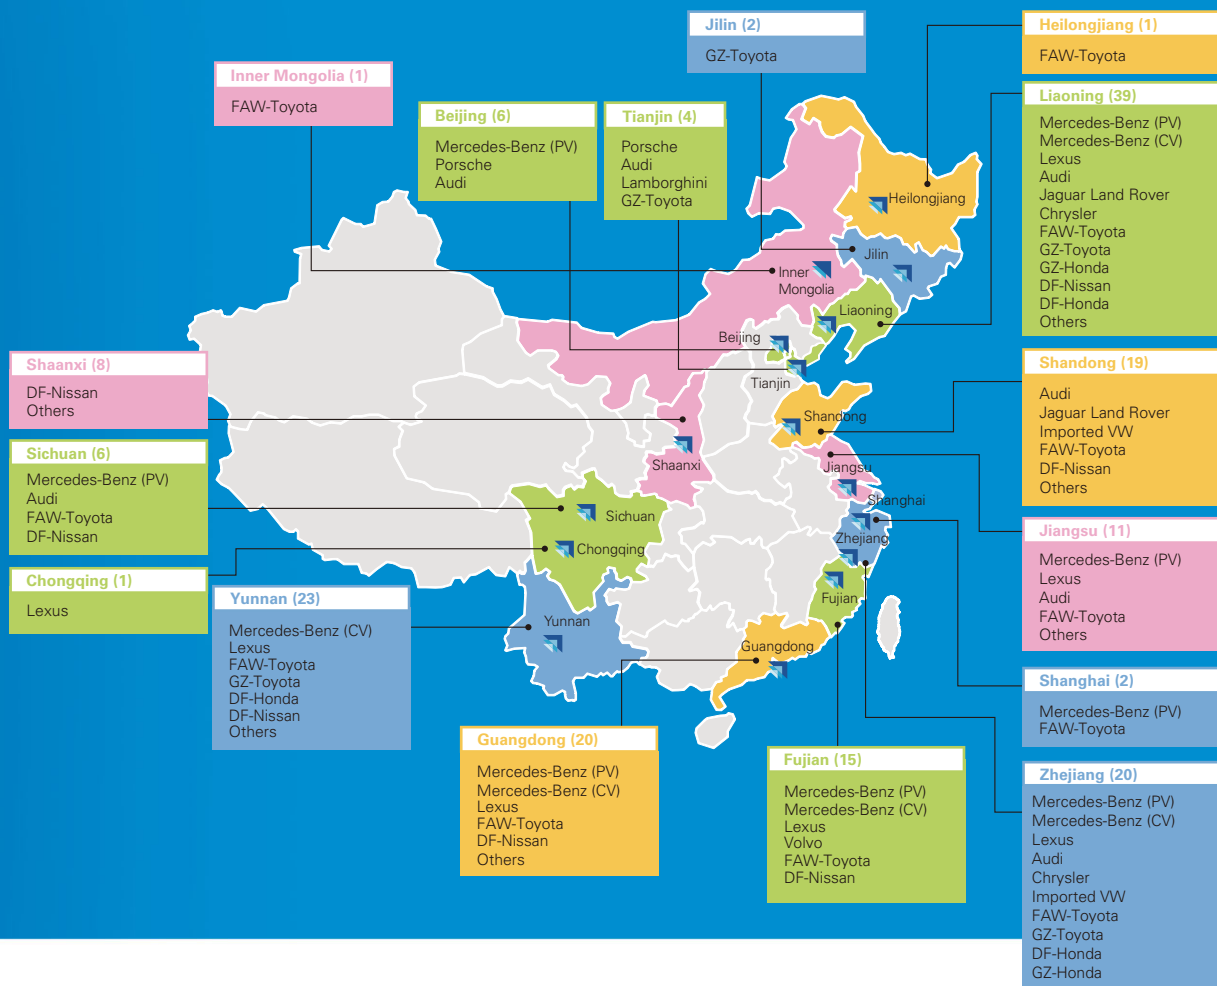 Jilin (2)
GZ-Toyota
Heilongjiang (1)
FAW-Toyota
Inner Mongolia (1)
FAW-Toyota
Beijing (6)
Mercedes-Benz (PV)
Porsche
Audi
Tianjin (4)
Porsche
Audi
Lamborghini
GZ-Toyota
Liaoning (39)
Mercedes-Benz (PV)
Mercedes-Benz (CV)
Lexus
Audi
Jaguar Land Rover
Chrysler
FAW-Toyota
GZ-Toyota
GZ-Honda
DF-Nissan
DF-Honda
Others
Heilongjiang
Jilin
Inner
Mongolia
Liaoning
Beijing
Tianjin
Shandong
Shaanxi
Jiangsu
Shanghai
Sichuan
Zhejiang
Chongqing
Fujian
Yunnan
Guangdong
Shaanxi (8)
DF-Nissan
Others
Sichuan (6)
Mercedes-Benz (PV)
Audi
FAW-Toyota
DF-Nissan
Chongqing (1)
Lexus
Yunnan (23)
Mercedes-Benz (CV)
Lexus
FAW-Toyota
GZ-Toyota
DF-Honda
DF-Nissan
Others
Shandong (19)
Audi
Jaguar Land Rover
Imported VW
FAW-Toyota
DF-Nissan
Others
Jiangsu (11)
Mercedes-Benz (PV)
Lexus
Audi
FAW-Toyota
Others
Shanghai (2)
Mercedes-Benz (PV)
FAW-Toyota
Guangdong (20)
Mercedes-Benz (PV)
Mercedes-Benz (CV)
Lexus
FAW-Toyota
DF-Nissan
Others
Fujian (15)
Mercedes-Benz (PV)
Mercedes-Benz (CV)
Lexus
Volvo
FAW-Toyota
DF-Nissan
Zhejiang (20)
Mercedes-Benz (PV)
Mercedes-Benz (CV)
Lexus
Audi
Chrysler
Imported VW
FAW-Toyota
GZ-Toyota
DF-Honda
GZ-Honda